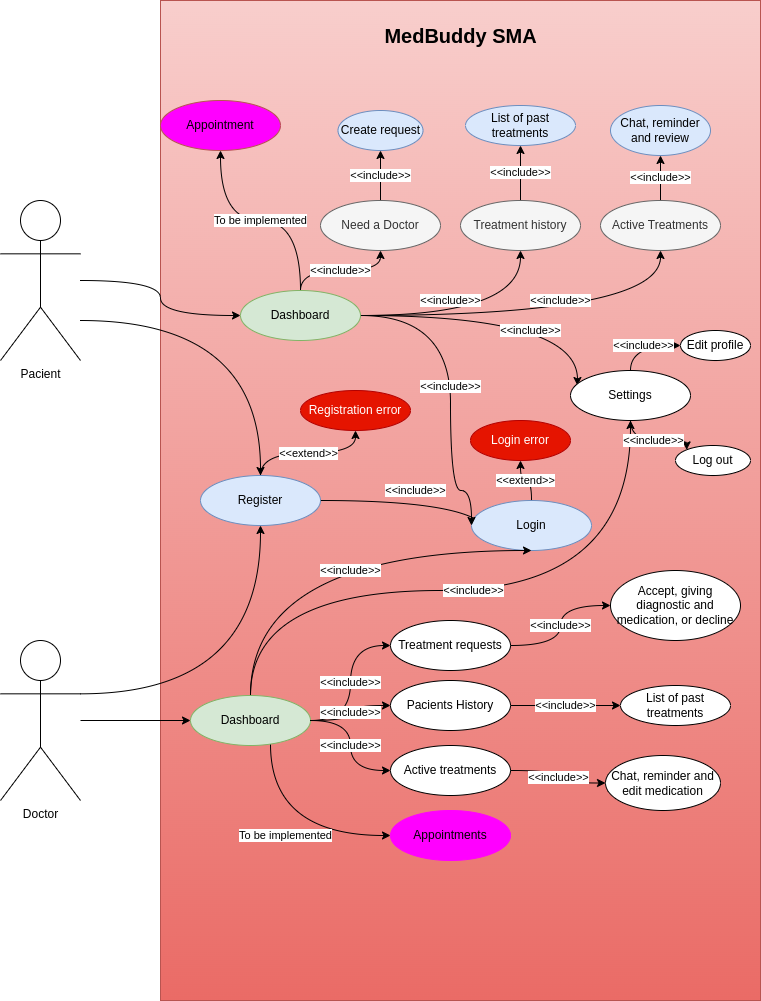 MedBuddy SMA
Appointment
Create request
List of past
treatments
Chat, reminder
and review
<<include>>
<<include>>
<<include>>
To be implemented
Need a Doctor
Treatment history
Active Treatments
<<include>>
<<include>>
<<include>>
Dashboard
<<include>>
<<include>>
Edit profile
Pacient
<<include>>
Settings
Registration error
Login error
<<include>>
<<extend>>
Log out
<<extend>>
<<include>>
Register
Login
<<include>>
<<include>>
Accept, giving
diagnostic and
medication, or decline
<<include>>
Treatment requests
<<include>>
List of past
treatments
Pacients History
<<include>>
<<include>>
Dashboard
<<include>>
Active treatments
<<include>>
Chat, reminder and
edit medication
Doctor
To be implemented
Appointments